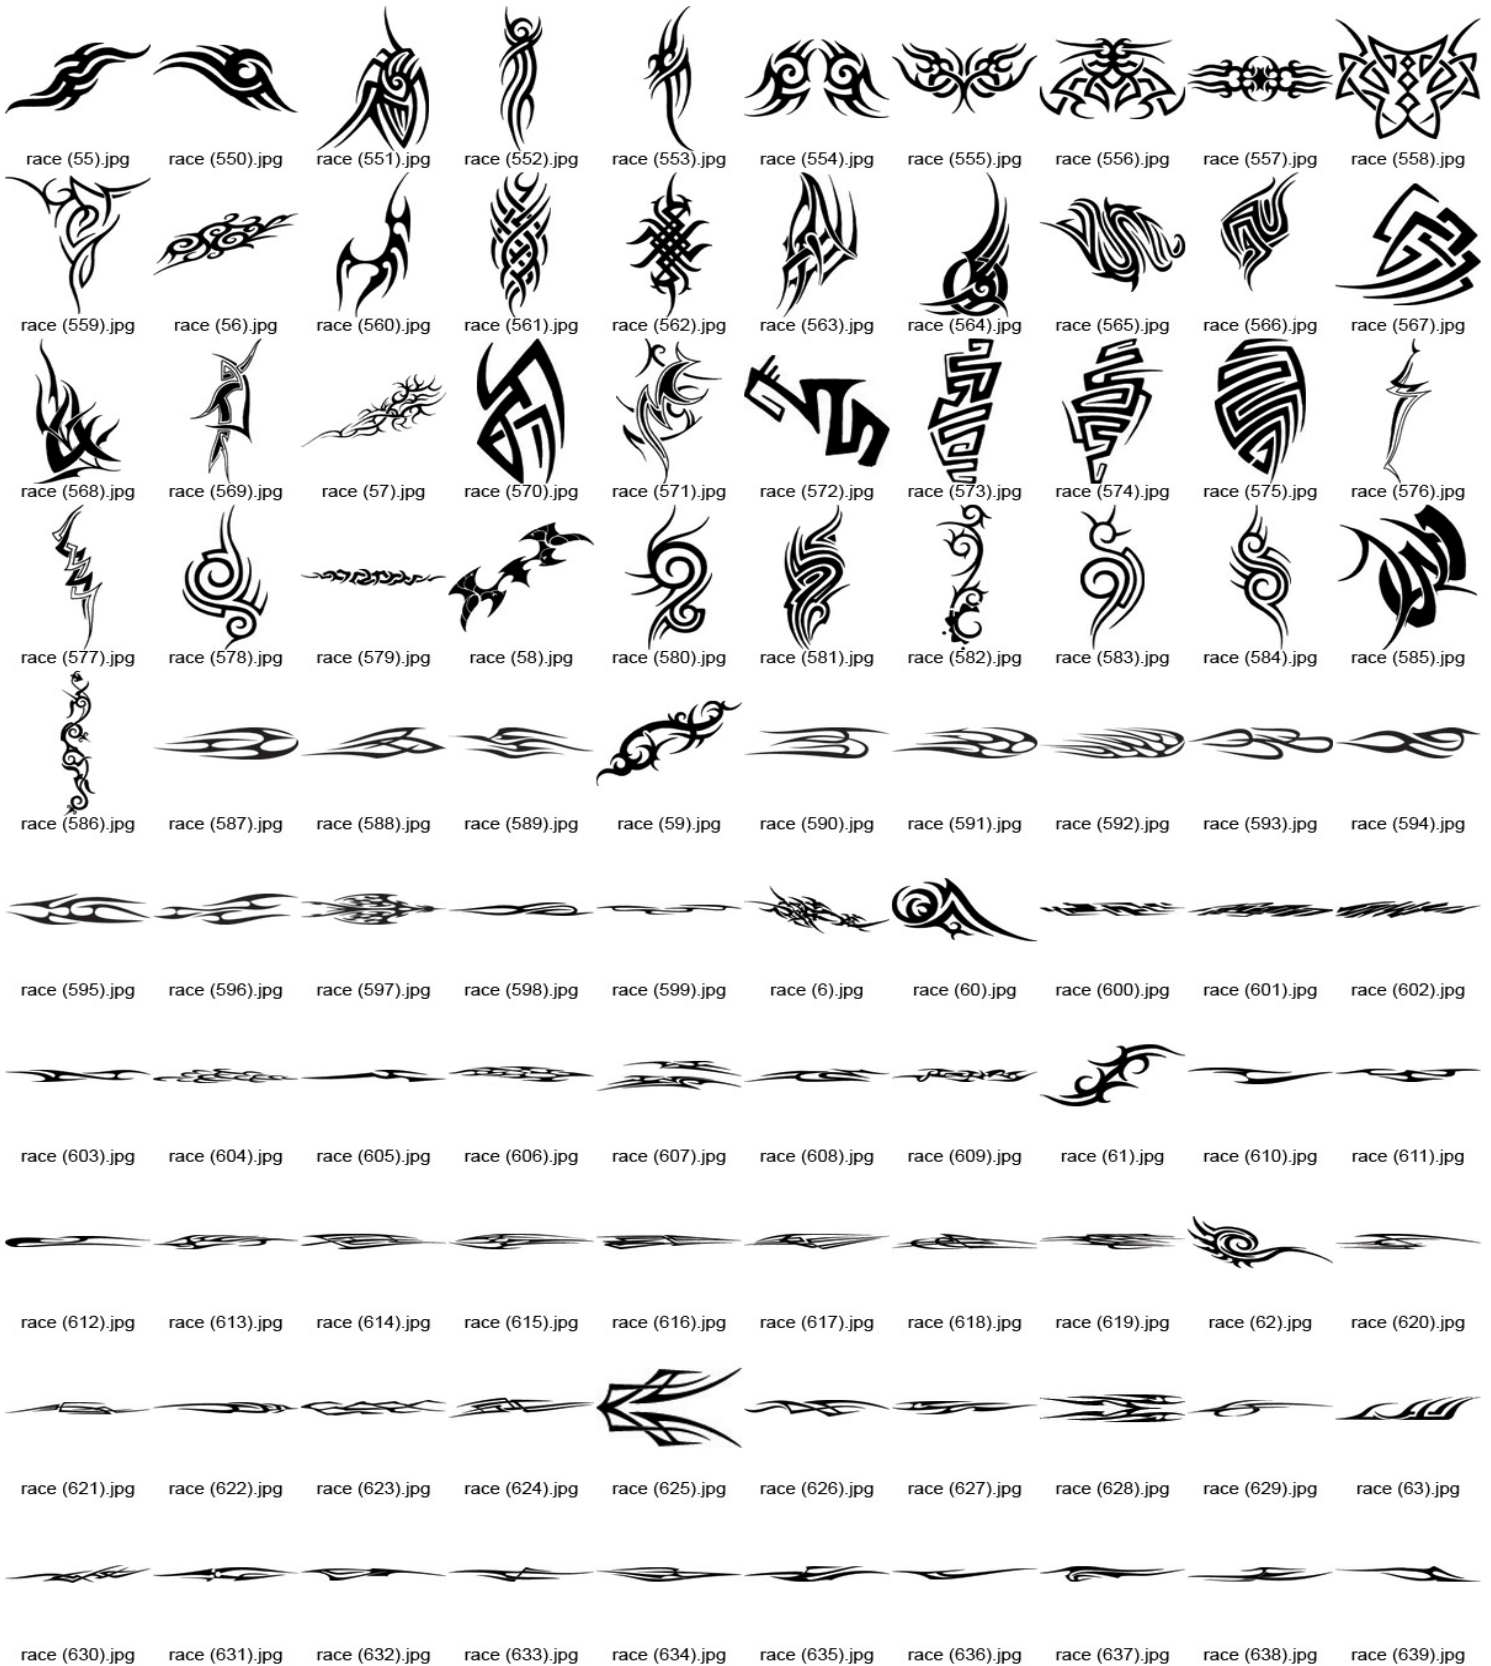 race (55).jpg race (550).jpg race (551).jpg race (552).jpg race (553).jpg race (554).jpg race (555).jpg race (556).jpg race (557).jpg race (558).jpg
race (559).jpg race (56).jpg race (560).jpg race (561).jpg race (562).jpg race (563).jpg race (564).jpg race (565).jpg race (566).jpg race (567).jpg
race (568).jpg race (569).jpg race (57).jpg race (570).jpg race (571).jpg race (572).jpg race (573).jpg race (574).jpg race (575).jpg race (576).jpg
race (577).jpg race (578).jpg race (579).jpg race (58).jpg race (580).jpg race (581).jpg race (582).jpg race (583).jpg race (584).jpg race (585).jpg
race (586).jpg race (587).jpg race (588).jpg race (589).jpg race (59).jpg race (590).jpg race (591).jpg race (592).jpg race (593).jpg race (594).jpg
race (595).jpg race (596).jpg race (597).jpg race (598).jpg race (599).jpg race (6).jpg race (60).jpg race (600).jpg race (601).jpg race (602).jpg
race (603).jpg race (604).jpg race (605).jpg race (606).jpg race (607).jpg race (608).jpg race (609).jpg race (61).jpg race (610).jpg race (611).jpg
race (612).jpg race (613).jpg race (614).jpg race (615).jpg race (616).jpg race (617).jpg race (618).jpg race (619).jpg race (62).jpg race (620).jpg
race (621).jpg race (622).jpg race (623).jpg race (624).jpg race (625).jpg race (626).jpg race (627).jpg race (628).jpg race (629).jpg race (63).jpg
race (630).jpg race (631).jpg race (632).jpg race (633).jpg race (634).jpg race (635).jpg race (636).jpg race (637).jpg race (638).jpg race (639).jpg